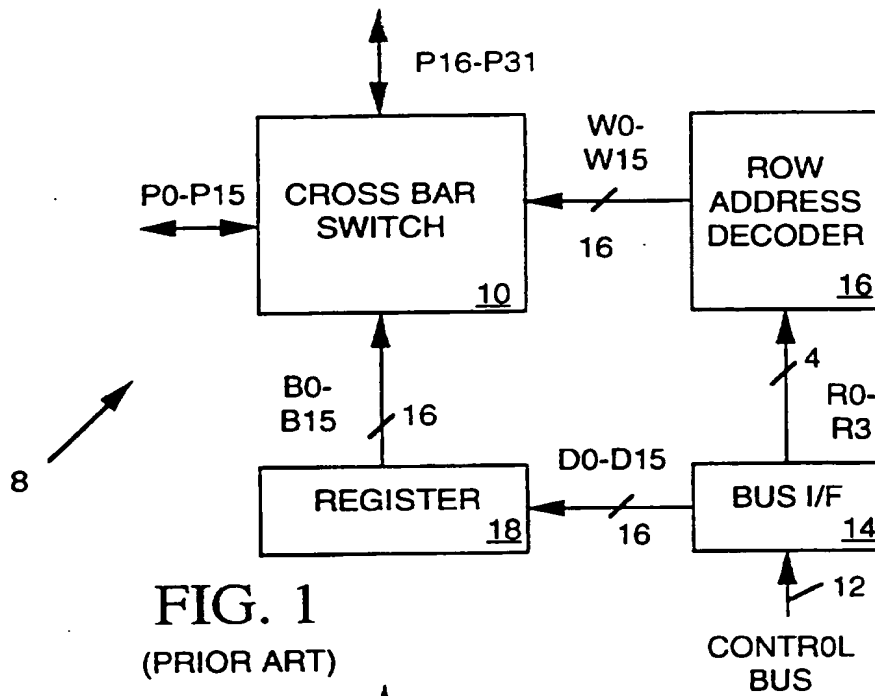 P16-P31
W0-
W15
P0-P15
CROSS BAR
SWITCH
10
16
ROW
ADDRESS
DECODER
16
B0-
B15
16
4
R0-
R3
8
REGISTER
18
D0-D15
16
BUS I/F
14
12
CONTROL
BUS
FIG. 1
(PRIOR ART)